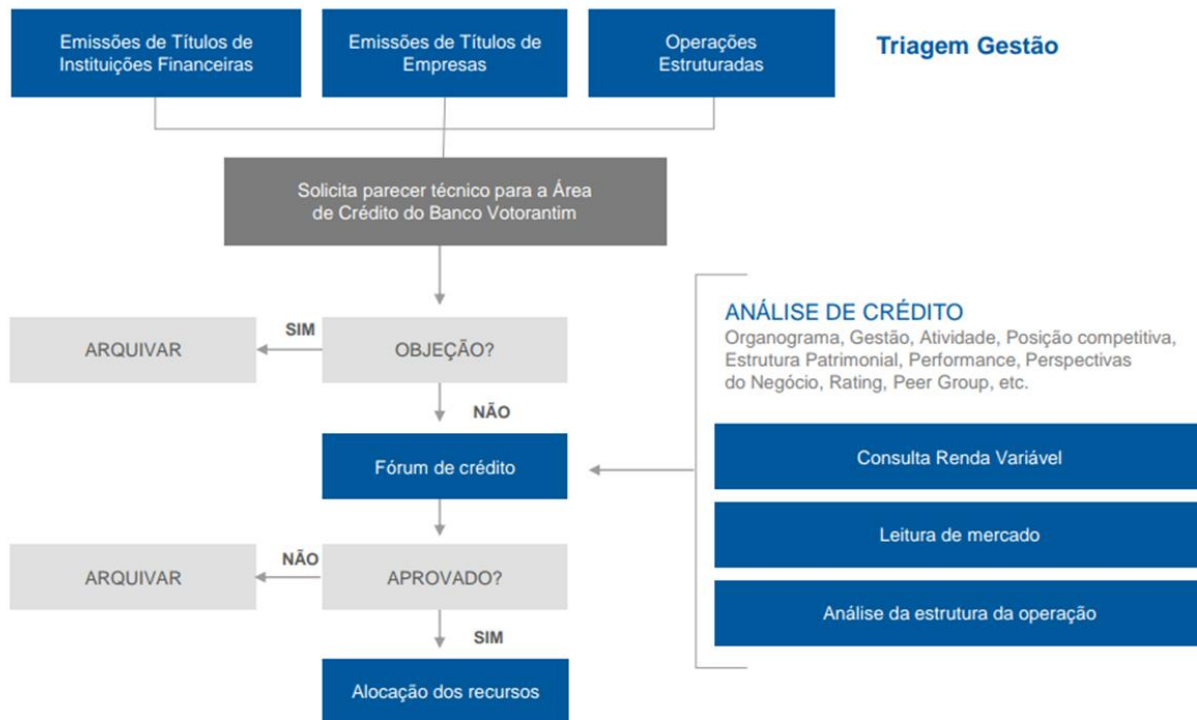 Emissões de Títulos de
Instituições Financeiras
Emissões de Títulos de
Empresas
Operações
Estruturadas
Triagem Gestão
Solicita parecer técnico para a Área
de Crédito do Banco Votorantim
ARQUIVAR
SIM
OBJEÇÃO?
NÃO
Fórum de crédito
ARQUIVAR
NÃO
APROVADO?
SIM
Alocação dos recursos
ANÁLISE DE CRÉDITO
Organograma, Gestão, Atividade, Posição competitiva,
Estrutura Patrimonial, Performance, Perspectivas
do Negócio, Rating, Peer Group, etc.
Consulta Renda Variável
Leitura de mercado
Análise da estrutura da operação